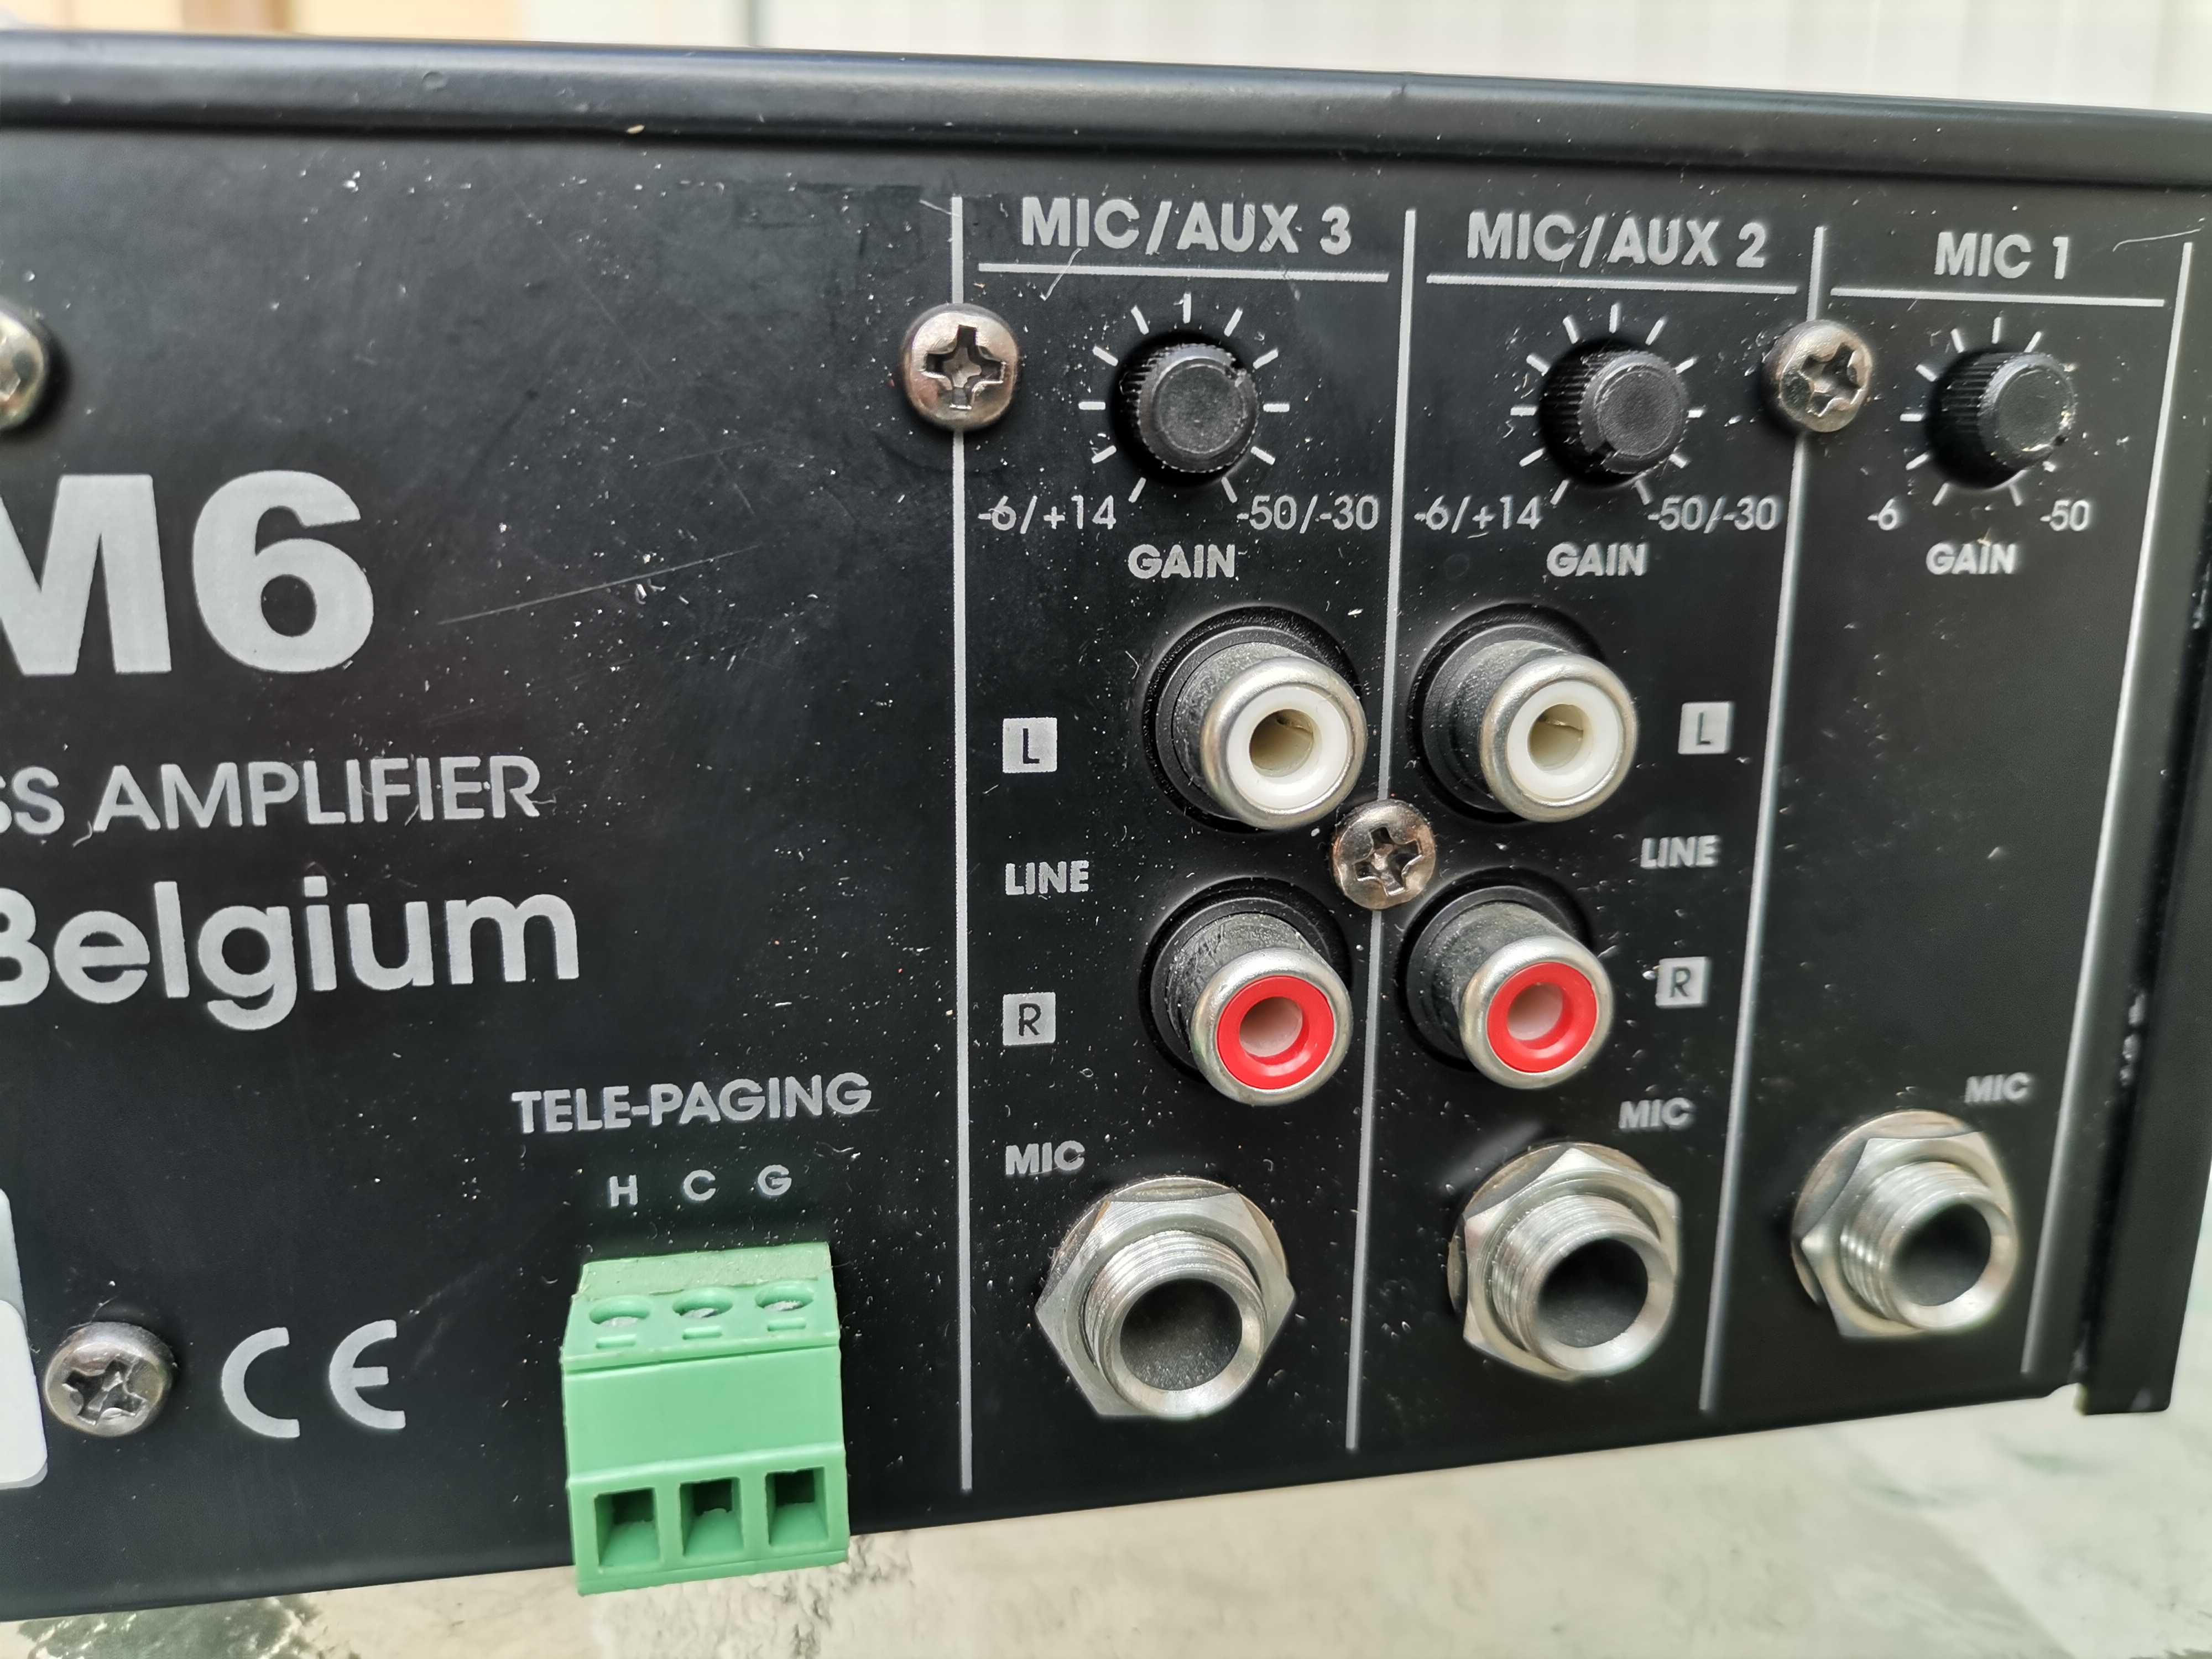 M6
SS AMPLIFIER
Belgium
TELE-PAGING
H C G
CE
MIC/AUX 3
-6/+14
-50/-30
GAIN
L
LINE
R
MIC
MIC/AUX 2
-6/+14
-50/-30
GAIN
L
LINE
R
MIC
MIC 1
-6
-50
GAIN
MIC